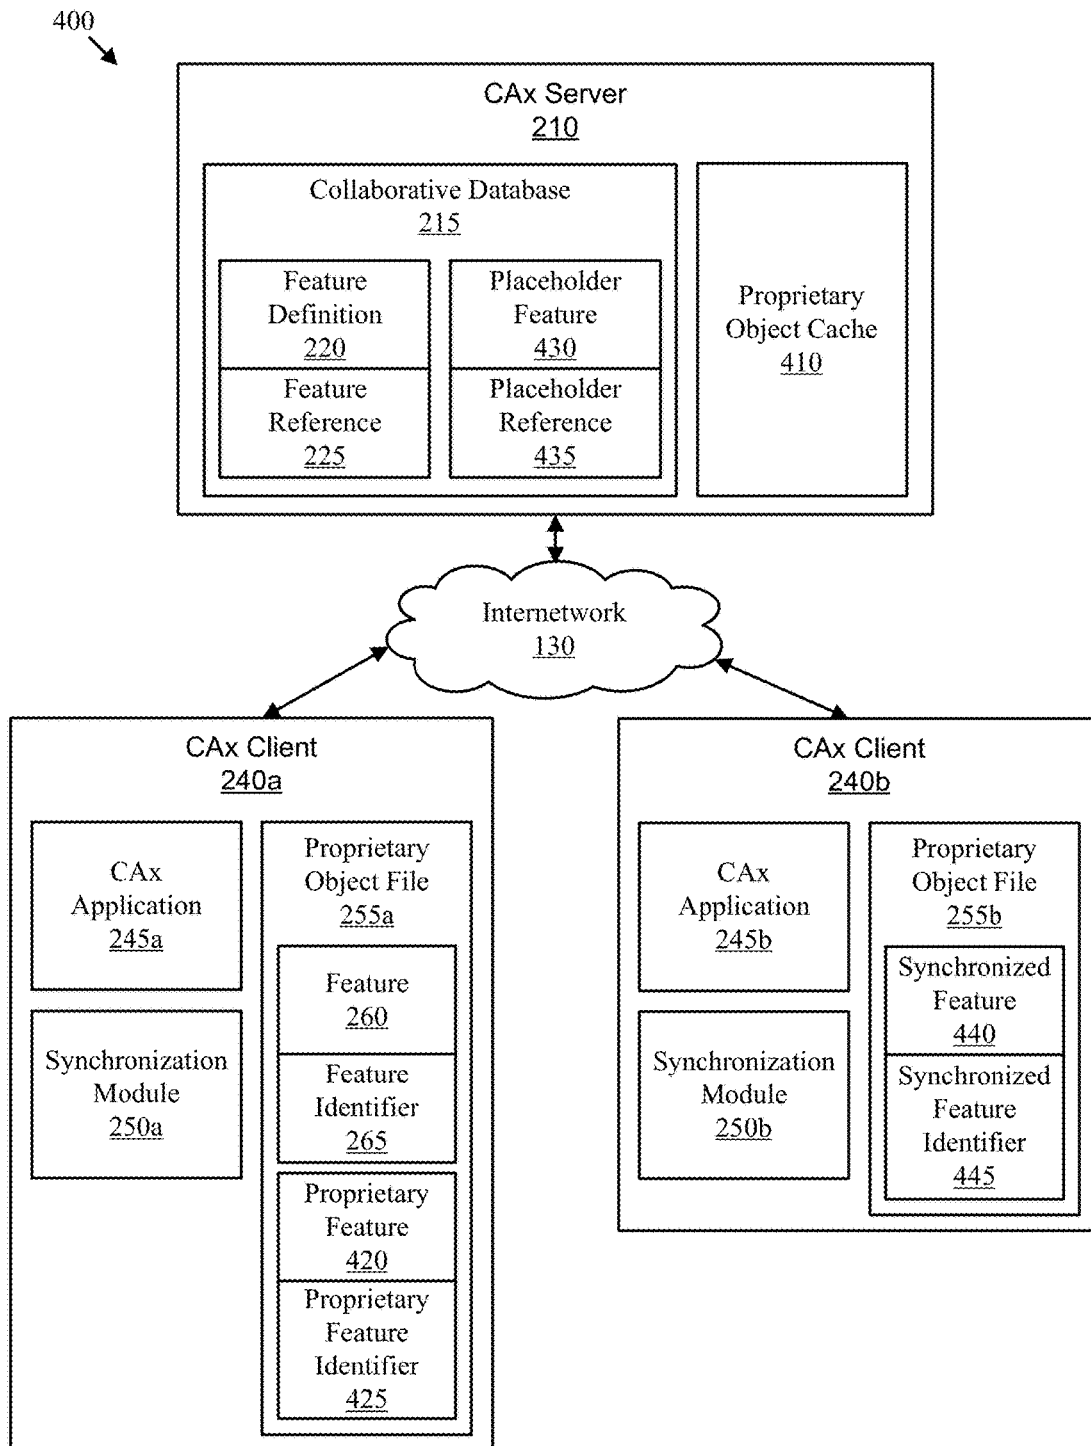 400
CAx Server
210
Collaborative Database
215
Feature
Definition
220
Feature
Reference
225
Placeholder
Feature
430
Placeholder
Reference
435
Proprietary
Object Cache
410
Internetwork
130
CAx Client
240a
CAx
Application
245a
Synchronization
Module
250a
Proprietary
Object File
255a
Feature
260
Feature
Identifier
265
Proprietary
Feature
420
Proprietary
Feature
Identifier
425
CAx Client
240b
CAx
Application
245b
Synchronization
Module
250b
Proprietary
Object File
255b
Synchronized
Feature
440
Synchronized
Feature
Identifier
445